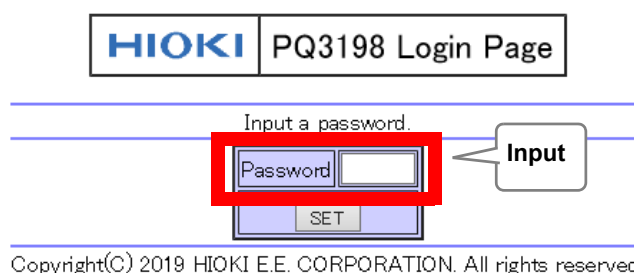 HIOKI PQ3198 Login Page
Input a password.
Password
Input
SET
Copyright(C) 2019 HIOKI E.E. CORPORATION. All rights reserved